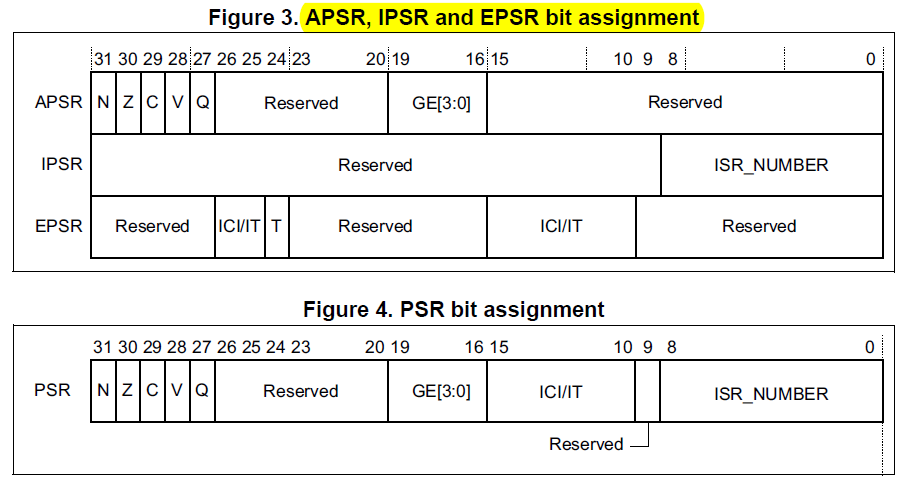 Figure 3. APSR, IPSR and EPSR bit assignment
31 30 29 28 27 26 25 24 23 20 19 16 15 10 9 8 0
APSR N Z C V Q Reserved GE[3:0] Reserved
IPSR Reserved ISR_NUMBER
EPSR Reserved ICI/IT T Reserved ICI/IT Reserved
Figure 4. PSR bit assignment
31 30 29 28 27 26 25 24 23 20 19 16 15 10 9 8 0
PSR N Z C V Q Reserved GE[3:0] ICI/IT ISR_NUMBER
Reserved